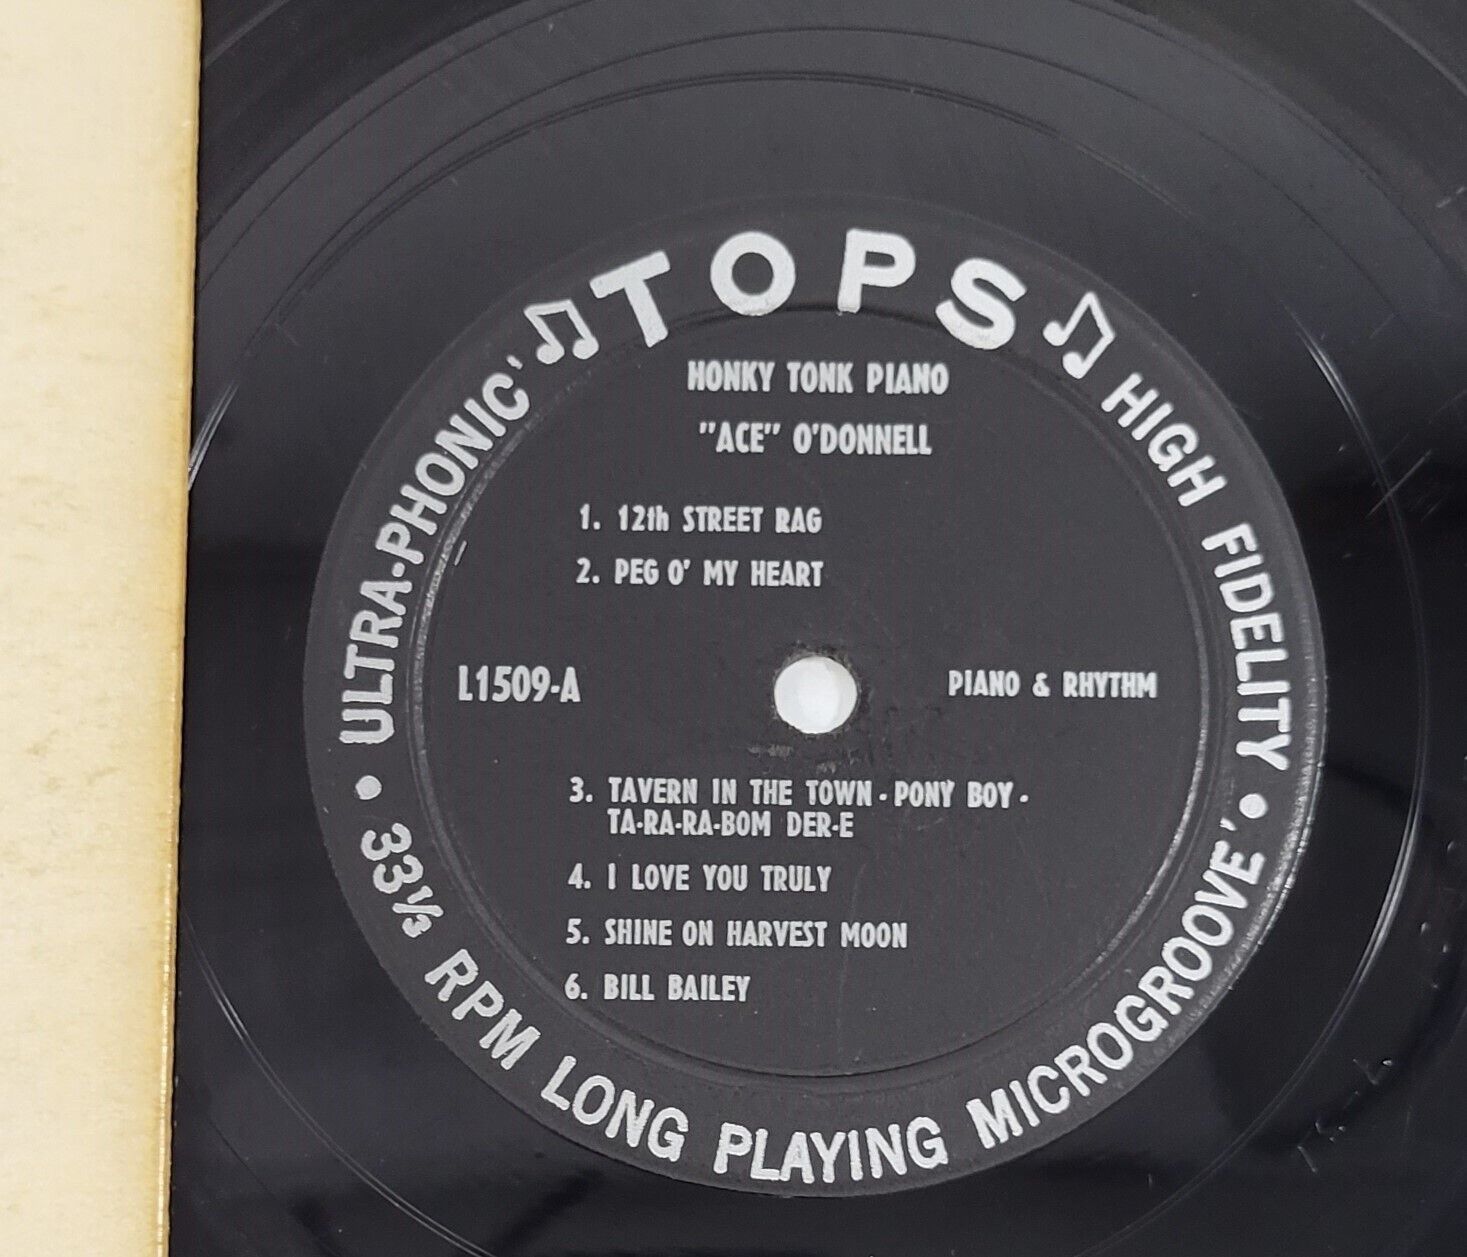 TOPS
ULTRA-PHONIC'
HIGH FIDELITY
HONKY TONK PIANO
"ACE" O'DONNELL
1. 12th STREET RAG
2. PEG O' MY HEART
L1509-A
PIANO & RHYTHM
3. TAVERN IN THE TOWN - PONY BOY -
TA-RA-RA-BOM DER-E
4. I LOVE YOU TRULY
5. SHINE ON HARVEST MOON
6. BILL BAILEY
• 33⅓ RPM LONG PLAYING MICROGROOVE' •